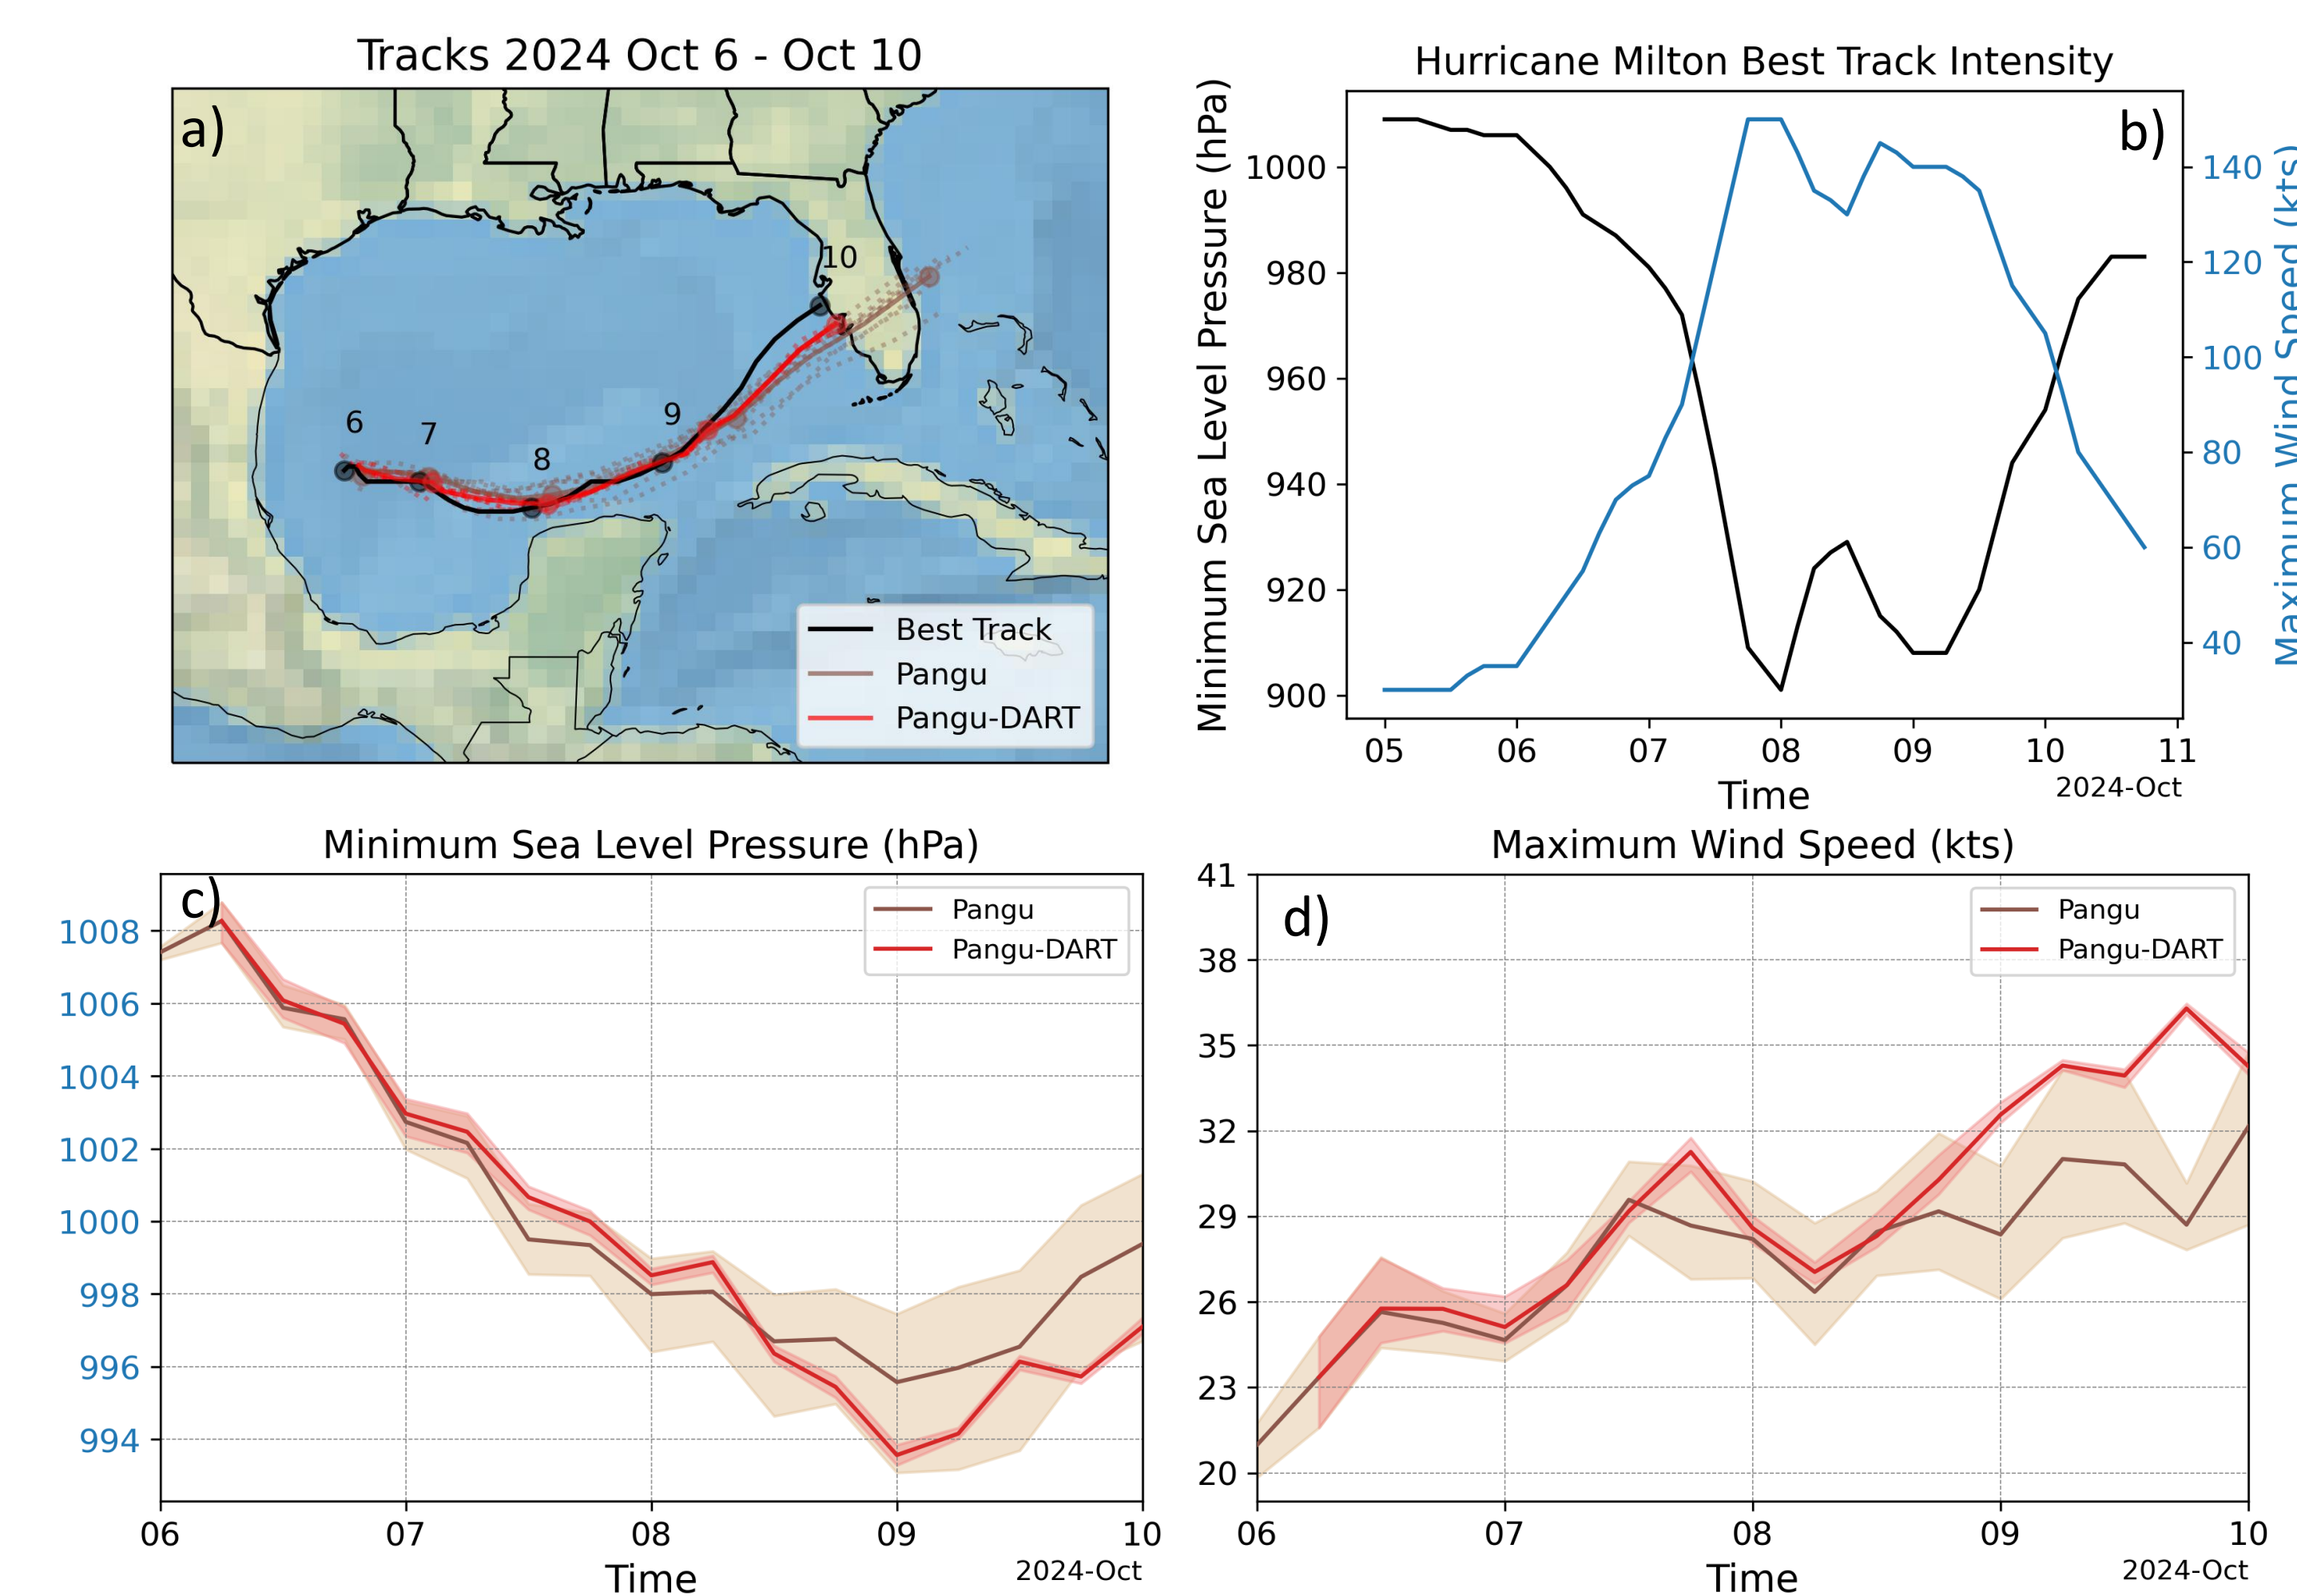 Tracks 2024 Oct 6 - Oct 10
a)
10
6
7
9
8
Best Track
Pangu
Pangu-DART
Hurricane Milton Best Track Intensity
b)
Minimum Sea Level Pressure (hPa)
1000
980
960
940
920
900
140
120
100
80
60
40
Maximum Wind Speed (kts)
05 06 07 08 09 10 11
Time
2024-Oct
Minimum Sea Level Pressure (hPa)
c)
Pangu
Pangu-DART
1008
1006
1004
1002
1000
998
996
994
06 07 08 09 10
Time
2024-Oct
Maximum Wind Speed (kts)
d)
Pangu
Pangu-DART
41
38
35
32
29
26
23
20
06 07 08 09 10
Time
2024-Oct